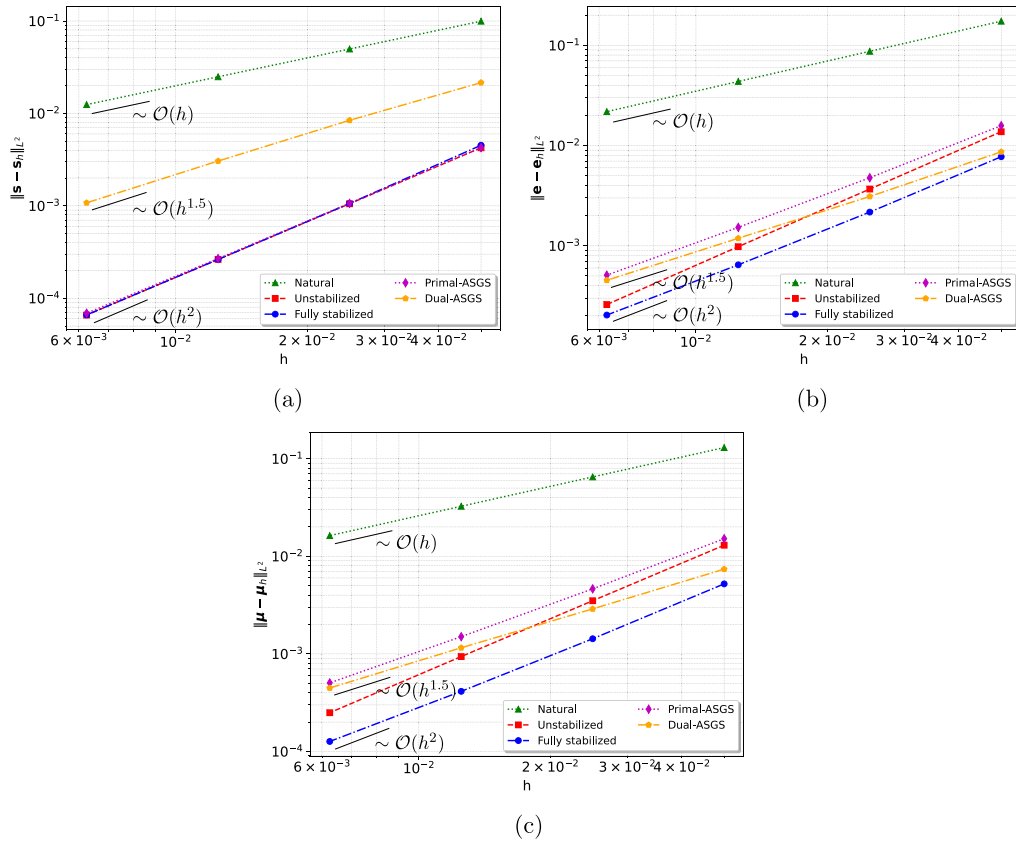 10⁻¹
10⁻²
10⁻³
10⁻⁴
‖s − s_h‖_{L²}
∼ O(h)
∼ O(h^{1.5})
∼ O(h²)
Natural
Unstabilized
Fully stabilized
Primal-ASGS
Dual-ASGS
6 × 10⁻³ 10⁻² 2 × 10⁻² 3 × 10⁻² 4 × 10⁻²
h
(a)
10⁻¹
10⁻²
10⁻³
‖e − e_h‖_{L²}
∼ O(h)
∼ O(h^{1.5})
∼ O(h²)
Natural
Unstabilized
Fully stabilized
Primal-ASGS
Dual-ASGS
6 × 10⁻³ 10⁻² 2 × 10⁻² 3 × 10⁻² 4 × 10⁻²
h
(b)
10⁻¹
10⁻²
10⁻³
10⁻⁴
‖μ − μ_h‖_{L²}
∼ O(h)
∼ O(h^{1.5})
∼ O(h²)
Natural
Unstabilized
Fully stabilized
Primal-ASGS
Dual-ASGS
6 × 10⁻³ 10⁻² 2 × 10⁻² 3 × 10⁻² 4 × 10⁻²
h
(c)